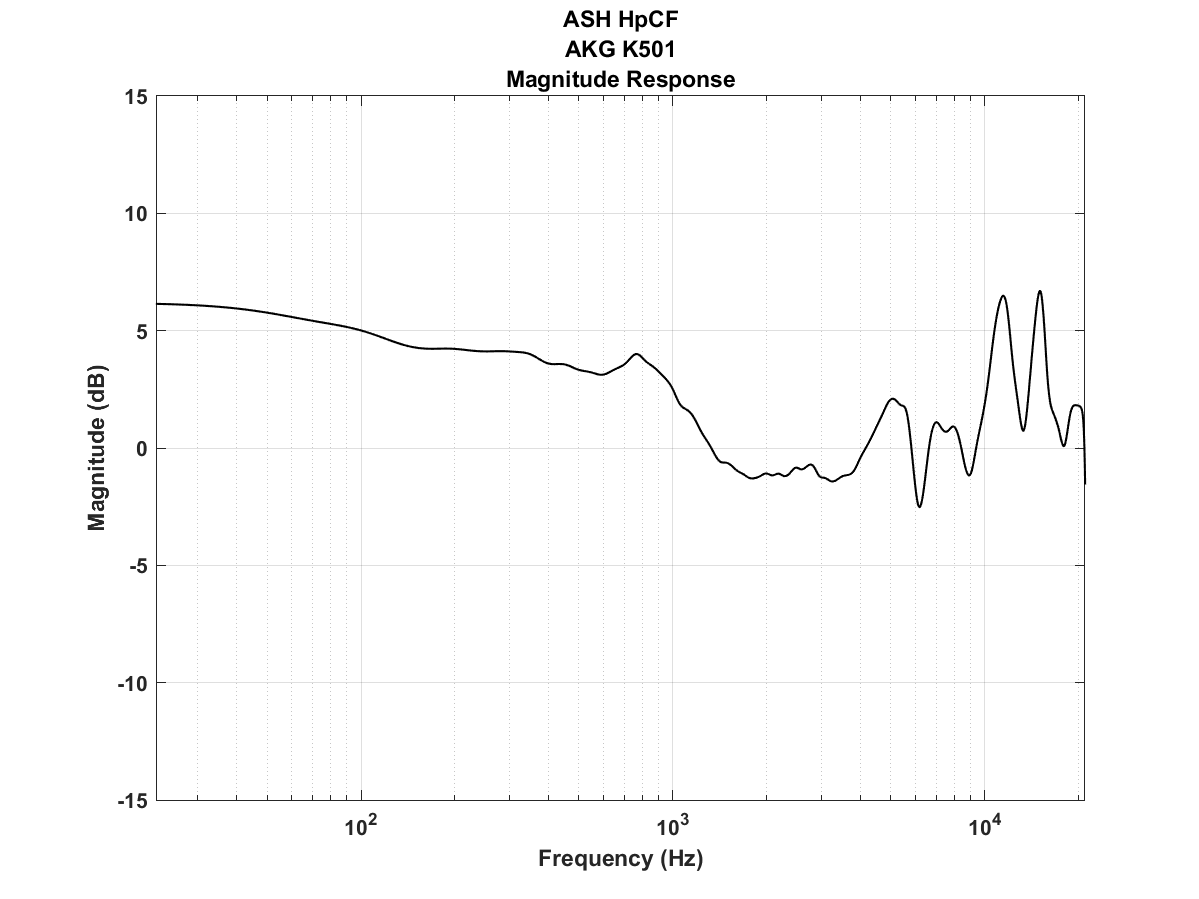 ASH HpCF
AKG K501
Magnitude Response
15
10
5
0
-5
-10
-15
Magnitude (dB)
10² 10³ 10⁴
Frequency (Hz)